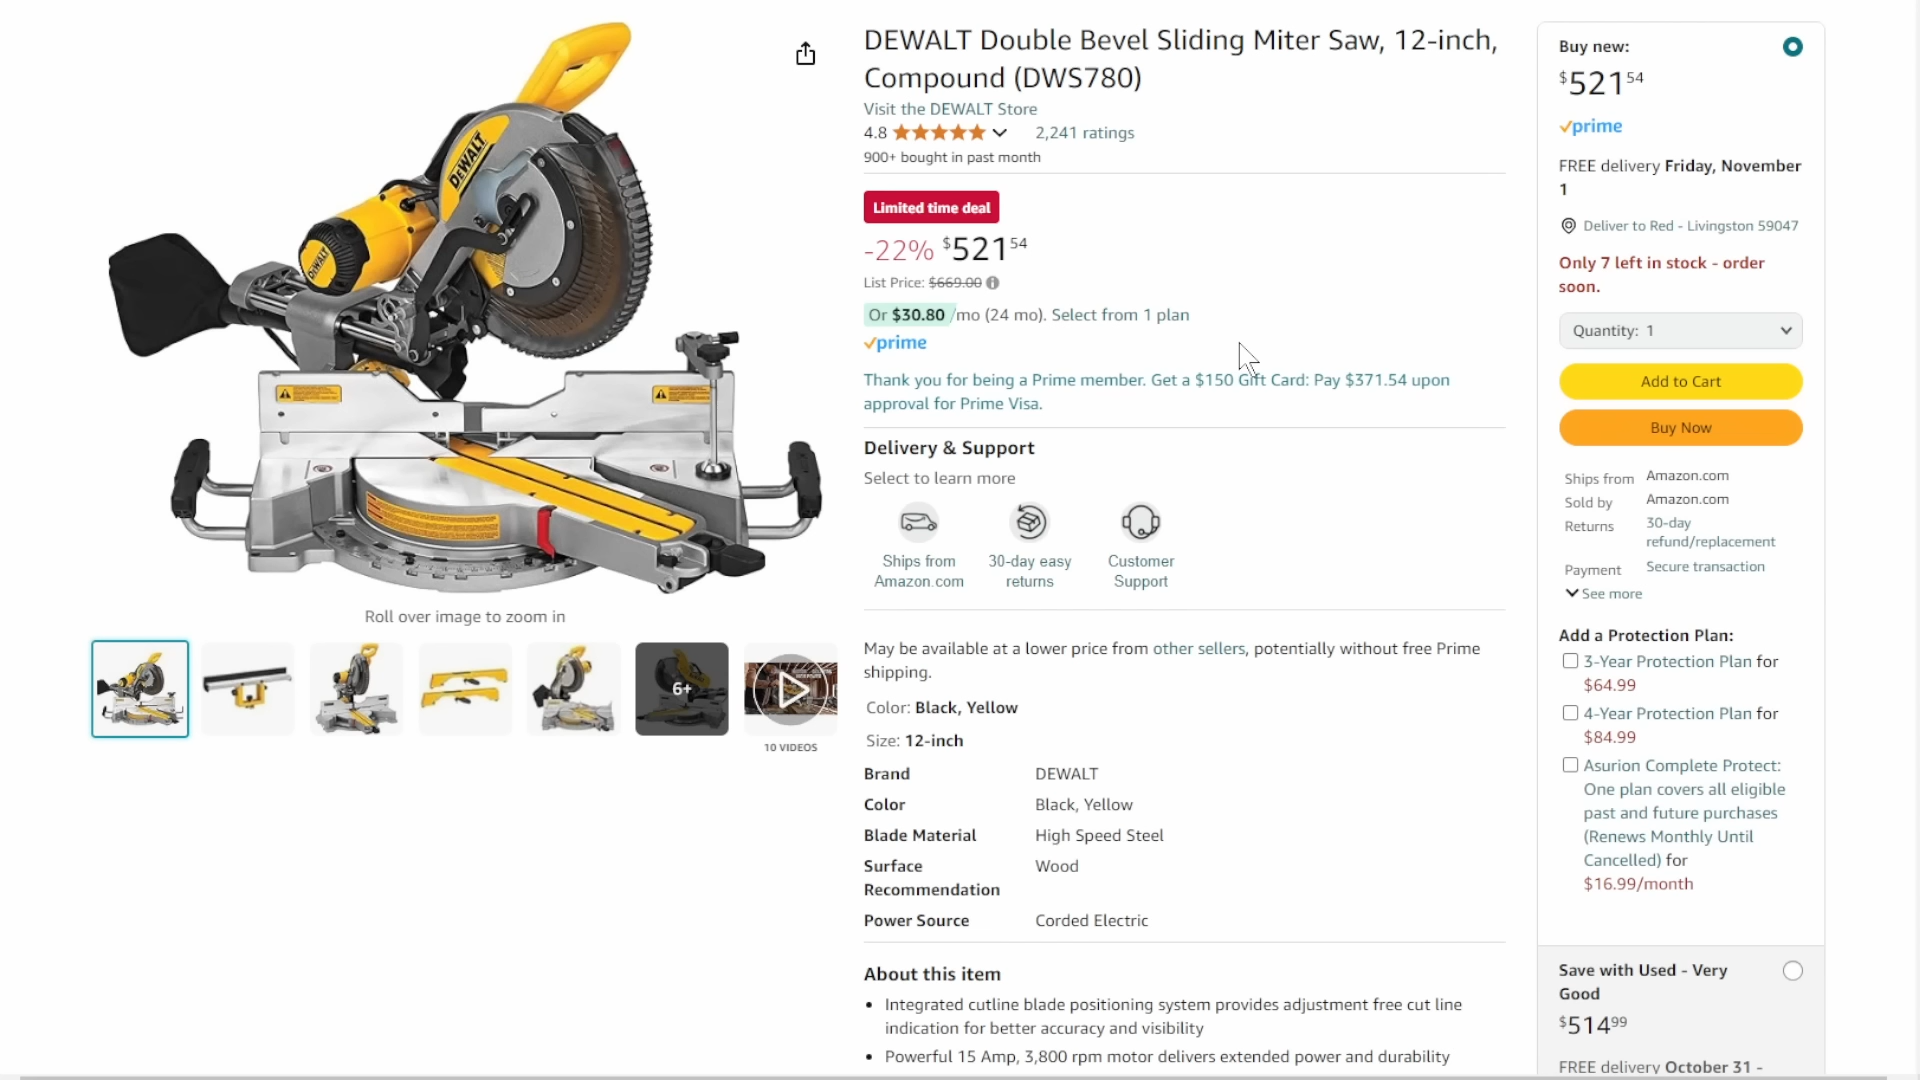 DEWALT Double Bevel Sliding Miter Saw, 12-inch,
Compound (DWS780)
Visit the DEWALT Store
4.8
2,241 ratings
900+ bought in past month
Limited time deal
-22% $521 54
List Price: $669.00
Or $30.80 /mo (24 mo). Select from 1 plan
prime
Thank you for being a Prime member. Get a $150 Gift Card: Pay $371.54 upon
approval for Prime Visa.
Delivery & Support
Select to learn more
Ships from
Amazon.com
30-day easy
returns
Customer
Support
May be available at a lower price from other sellers, potentially without free Prime
shipping.
Color: Black, Yellow
Size: 12-inch
Brand DEWALT
Color Black, Yellow
Blade Material High Speed Steel
Surface
Recommendation Wood
Power Source Corded Electric
About this item
Integrated cutline blade positioning system provides adjustment free cut line
indication for better accuracy and visibility
Powerful 15 Amp, 3,800 rpm motor delivers extended power and durability
DEWALT
DEWALT
Roll over image to zoom in
6+
10 VIDEOS
Buy new:
$521 54
prime
FREE delivery Friday, November
1
Deliver to Red - Livingston 59047
Only 7 left in stock - order
soon.
Quantity: 1
Add to Cart
Buy Now
Ships from Amazon.com
Sold by Amazon.com
Returns 30-day
refund/replacement
Payment Secure transaction
See more
Add a Protection Plan:
3-Year Protection Plan for
$64.99
4-Year Protection Plan for
$84.99
Asurion Complete Protect:
One plan covers all eligible
past and future purchases
(Renews Monthly Until
Cancelled) for
$16.99/month
Save with Used - Very
Good
$514 99
FREE delivery October 31 -